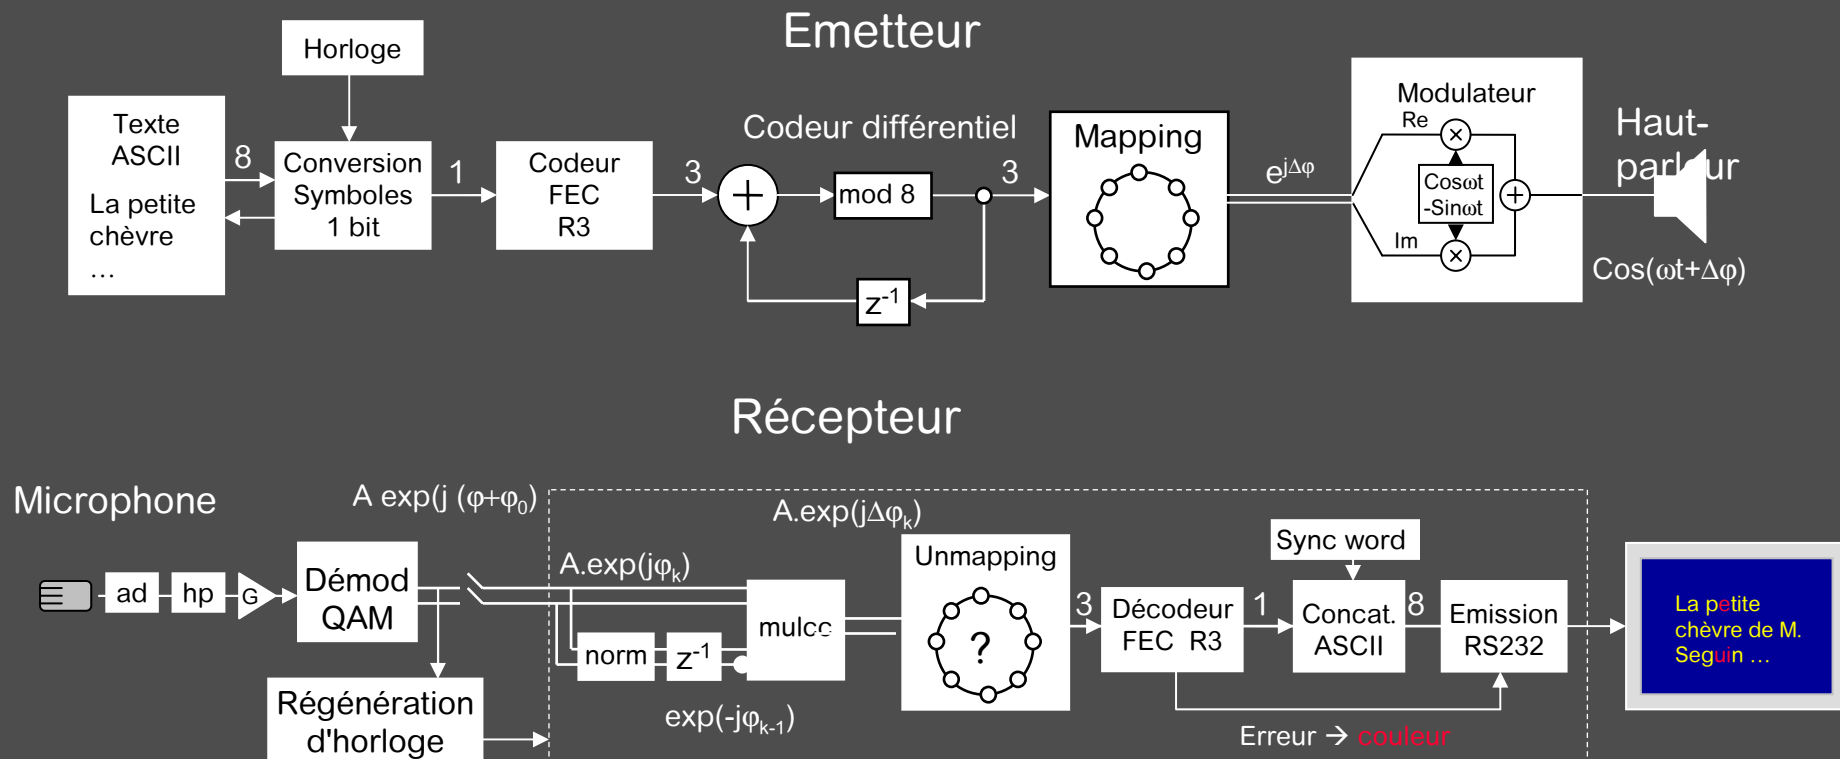 Emetteur
Horloge
Texte
ASCII
La petite
chèvre
…
8
Conversion
Symboles
1 bit
1
Codeur
FEC
R3
3
Codeur différentiel
+
mod 8
z-1
3
Mapping
ejΔφ
Modulateur
Re
×
Cosωt
-Sinωt
+
Im
×
Haut-
parleur
Cos(ωt+Δφ)
Récepteur
Microphone
ad
hp
G
A exp(j (φ+φ0)
Démod
QAM
Régénération
d'horloge
A.exp(jφk)
norm
z-1
exp(-jφk-1)
mulcc
A.exp(jΔφk)
Unmapping
?
3
Décodeur
FEC R3
1
Sync word
Concat.
ASCII
8
Emission
RS232
Erreur → couleur
La petite
chèvre de M.
Seguin …